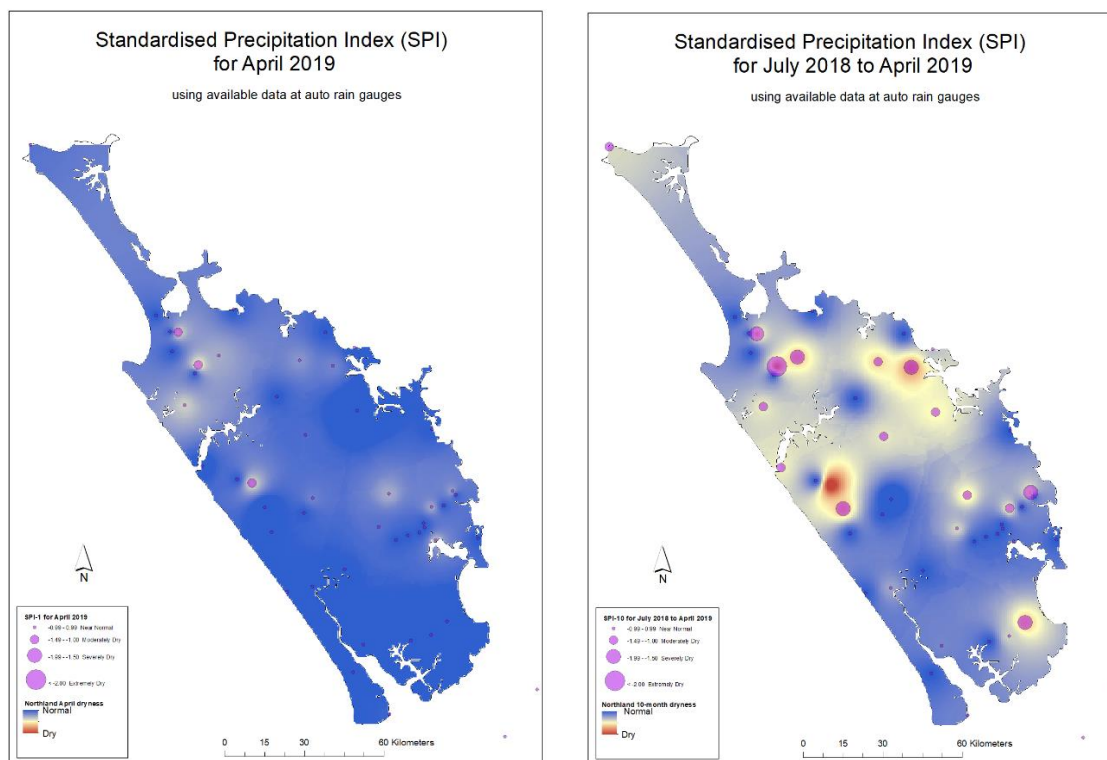 Standardised Precipitation Index (SPI)
for April 2019
using available data at auto rain gauges
N
SPI-1 for April 2019
-0.99 - 0.99 Near Normal
-1.49 - -1.00 Moderately Dry
-1.99 - -1.50 Severely Dry
< -2.00 Extremely Dry
Northland April dryness
Normal
Dry
0 15 30 60 Kilometers
Standardised Precipitation Index (SPI)
for July 2018 to April 2019
using available data at auto rain gauges
N
SPI-10 for July 2018 to April 2019
-0.99 - 0.99 Near Normal
-1.49 - -1.00 Moderately Dry
-1.99 - -1.50 Severely Dry
< -2.00 Extremely Dry
Northland 10-month dryness
Normal
Dry
0 15 30 60 Kilometers